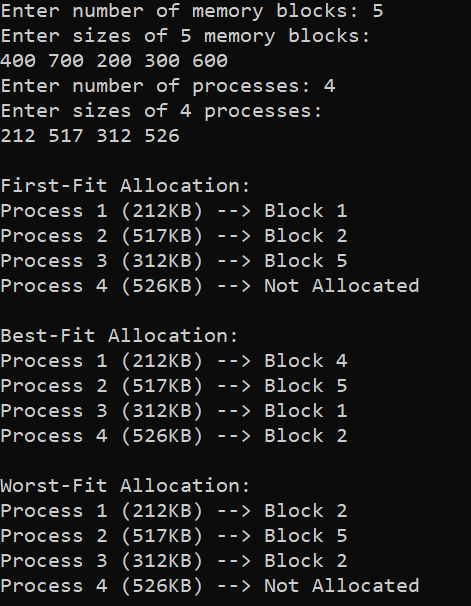 Enter number of memory blocks: 5
Enter sizes of 5 memory blocks:
400 700 200 300 600
Enter number of processes: 4
Enter sizes of 4 processes:
212 517 312 526
First-Fit Allocation:
Process 1 (212KB) --> Block 1
Process 2 (517KB) --> Block 2
Process 3 (312KB) --> Block 5
Process 4 (526KB) --> Not Allocated
Best-Fit Allocation:
Process 1 (212KB) --> Block 4
Process 2 (517KB) --> Block 5
Process 3 (312KB) --> Block 1
Process 4 (526KB) --> Block 2
Worst-Fit Allocation:
Process 1 (212KB) --> Block 2
Process 2 (517KB) --> Block 5
Process 3 (312KB) --> Block 2
Process 4 (526KB) --> Not Allocated